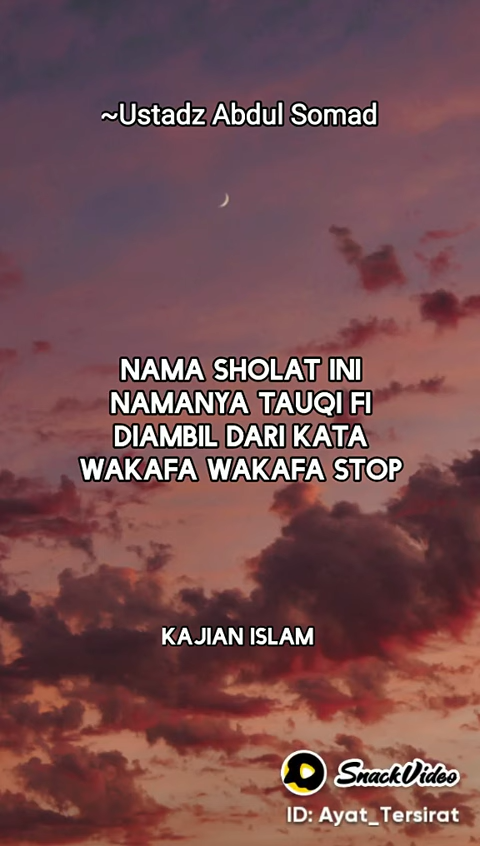 ~Ustadz Abdul Somad
NAMA SHOLAT INI
NAMANYA TAUQI FI
DIAMBIL DARI KATA
WAKAFA WAKAFA STOP
KAJIAN ISLAM
SnackVideo
ID: Ayat_Tersirat